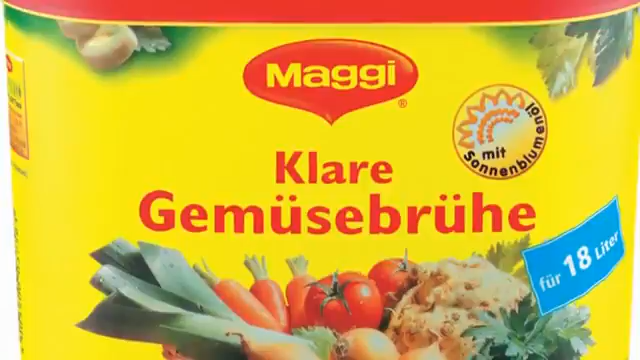 Maggi®
mit
Sonnenblumenöl
Klare
Gemüsebrühe
für 18 Liter